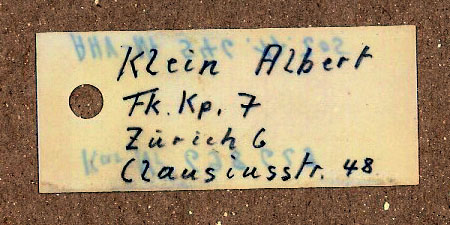 Klein Albert
Fk. Kp. 7
Zürich 6
Clausiusstr. 48